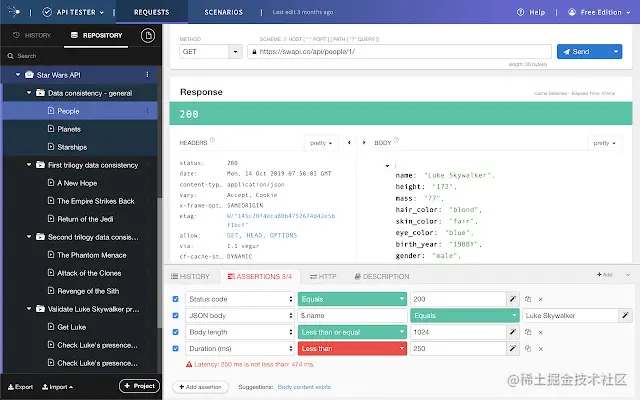 API TESTER
REQUESTS
SCENARIOS
Last edit 3 months ago
Help
Free Edition
HISTORY
REPOSITORY
Search
Star Wars API
Data consistency - general
People
Planets
Starships
First trilogy data consistency
A New Hope
The Empire Strikes Back
Return of the Jedi
Second trilogy data consis...
The Phantom Menace
Attack of the Clones
Revenge of the Sith
Validate Luke Skywalker pr...
Get Luke
Check Luke's presence...
Check Luke's presence...
Export
Import
+ Project
METHOD
SCHEME :// HOST [ ":" PORT ] [ PATH [ "?" QUERY ]]
GET
https://swapi.co/api/people/1/
Send
length: 30 byte(s)
Response
200
HEADERS
pretty
BODY
pretty
status: 200
date: Mon, 14 Oct 2019 07:56:02 GMT
content-typ... application/json
vary: Accept, Cookie
x-frame-opt... SAMEORIGIN
etag:
allow: GET, HEAD, OPTIONS
via: 1.1 vegur
cf-cache-st... DYNAMIC
{
name: "Luke Skywalker",
height: "172",
mass: "77",
hair_color: "blond",
skin_color: "fair",
eye_color: "blue",
birth_year: "19BBY",
gender: "male",
HISTORY
ASSERTIONS 3/4
HTTP
DESCRIPTION
+ Add
Status code
Equals
200
JSON body
$.name
Equals
Luke Skywalker
Body length
Less than or equal
1024
Duration (ms)
Less than
250
Latency: 250 ms is not less than: 474 ms.
+ Add assertion
Suggestions: Body content exists
@稀土掘金技术社区